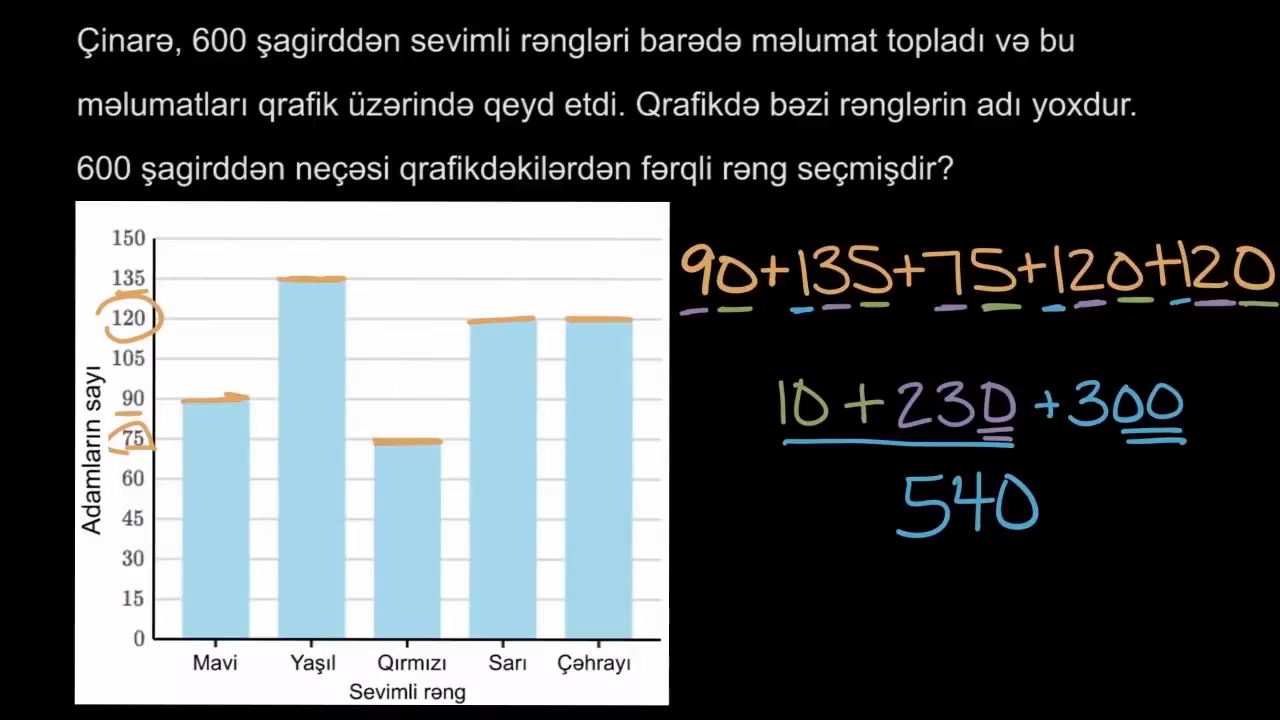 Çinarə, 600 şagirddən sevimli rəngləri barədə məlumat topladı və bu
məlumatları qrafik üzərində qeyd etdi. Qrafikdə bəzi rənglərin adı yoxdur.
600 şagirddən neçəsi qrafikdəkilərdən fərqli rəng seçmişdir?
150
135
120
105
90
75
60
45
30
15
0
Adamların sayı
Mavi Yaşıl Qırmızı Sarı Çəhrayı
Sevimli rəng
90+135+75+120+120
10+230+300
540